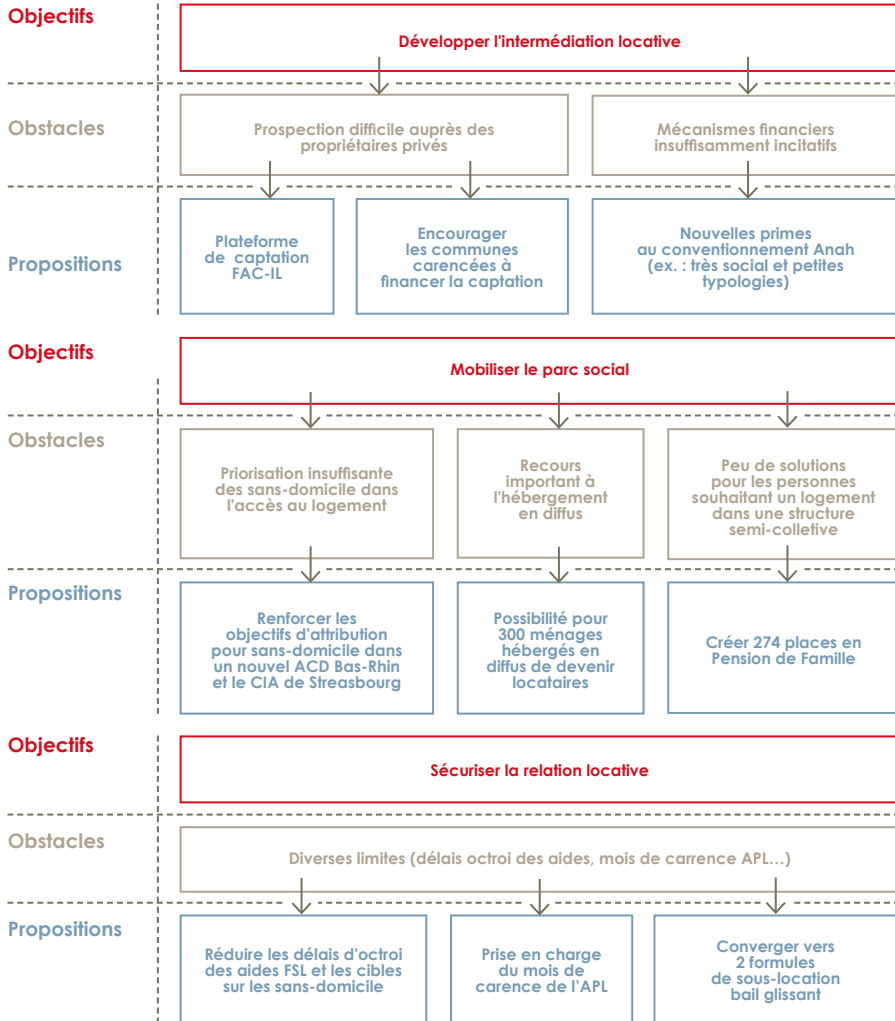 Objectifs
Développer l'intermédiation locative
Obstacles
Prospection difficile auprès des
propriétaires privés
Mécanismes financiers
insuffisamment incitatifs
Propositions
Plateforme
de captation
FAC-IL
Encourager
les communes
carencées à
financer la captation
Nouvelles primes
au conventionnement Anah
(ex. : très social et petites
typologies)
Objectifs
Mobiliser le parc social
Obstacles
Priorisation insuffisante
des sans-domicile dans
l'accès au logement
Recours
important à
l'hébergement
en diffus
Peu de solutions
pour les personnes
souhaitant un logement
dans une structure
semi-colletive
Propositions
Renforcer les
objectifs d'attribution
pour sans-domicile dans
un nouvel ACD Bas-Rhin
et le CIA de Streasbourg
Possibilité pour
300 ménages
hébergés en
diffus de devenir
locataires
Créer 274 places en
Pension de Famille
Objectifs
Sécuriser la relation locative
Obstacles
Diverses limites (délais octroi des aides, mois de carrence APL...)
Propositions
Réduire les délais d'octroi
des aides FSL et les cibles
sur les sans-domicile
Prise en charge
du mois de
carence de l'APL
Converger vers
2 formules
de sous-location
bail glissant